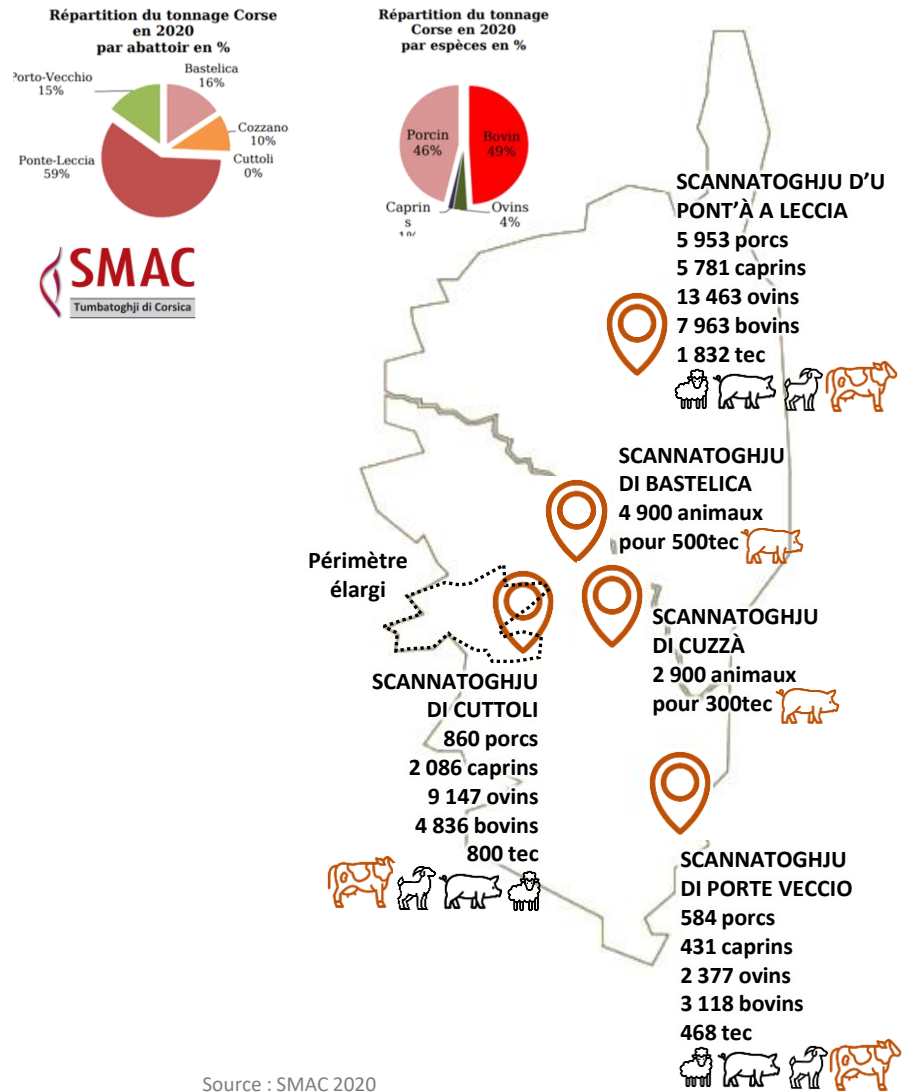 Répartition du tonnage Corse
en 2020
par abattoir en %
Porto-Vecchio
15%
Bastelica
16%
Cozzano
10%
Cuttoli
0%
Ponte-Leccia
59%
Répartition du tonnage
Corse en 2020
par espèces en %
Porcin
46%
Bovin
49%
Caprin
s
1%
Ovins
4%
SMAC
Tumbatoghji di Corsica
SCANNATOGHJU D'U
PONT'À A LECCIA
5 953 porcs
5 781 caprins
13 463 ovins
7 963 bovins
1 832 tec
SCANNATOGHJU
DI BASTELICA
4 900 animaux
pour 500tec
Périmètre
élargi
SCANNATOGHJU
DI CUZZÀ
2 900 animaux
pour 300tec
SCANNATOGHJU
DI CUTTOLI
860 porcs
2 086 caprins
9 147 ovins
4 836 bovins
800 tec
SCANNATOGHJU
DI PORTE VECCIO
584 porcs
431 caprins
2 377 ovins
3 118 bovins
468 tec
Source : SMAC 2020